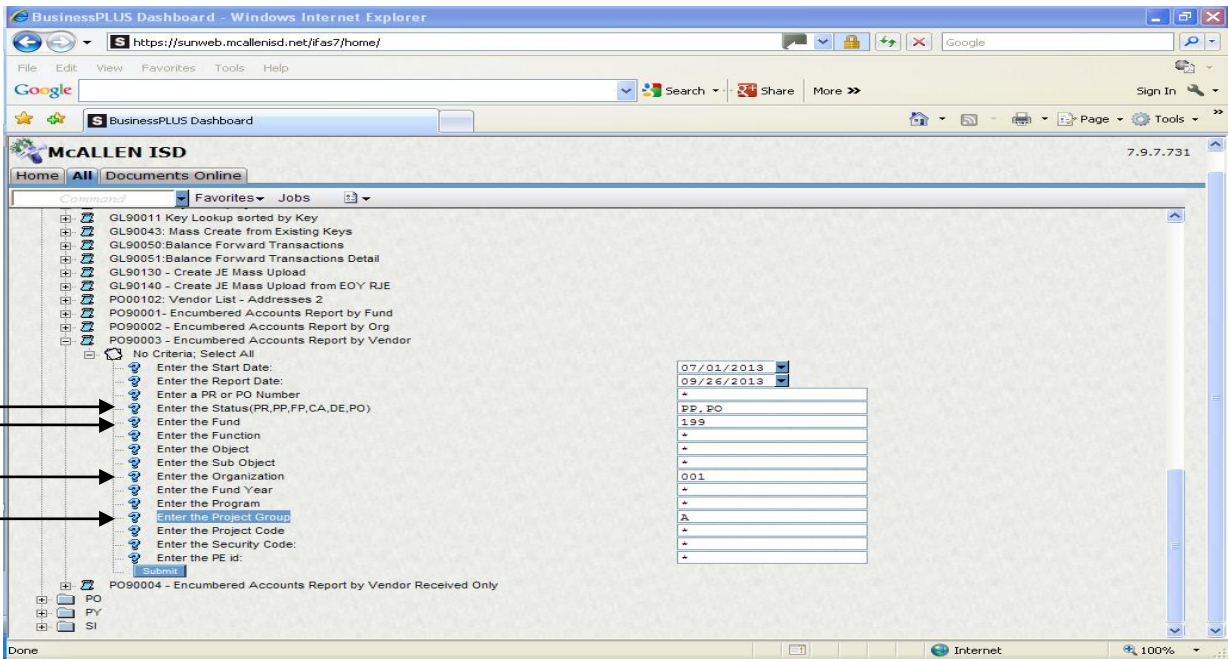 BusinessPLUS Dashboard - Windows Internet Explorer
S https://sunweb.mcallenisd.net/ifas7/home/ Google
File Edit View Favorites Tools Help
Google Search Share More >> Sign In
S BusinessPLUS Dashboard Page Tools >>
McALLEN ISD 7.9.7.731
Home All Documents Online
Command Favorites Jobs
GL90011 Key Lookup sorted by Key
GL90043: Mass Create from Existing Keys
GL90050:Balance Forward Transactions
GL90051:Balance Forward Transactions Detail
GL90130 - Create JE Mass Upload
GL90140 - Create JE Mass Upload from EOY RJE
PO00102: Vendor List - Addresses 2
PO90001- Encumbered Accounts Report by Fund
PO90002 - Encumbered Accounts Report by Org
PO90003 - Encumbered Accounts Report by Vendor
No Criteria; Select All
Enter the Start Date: 07/01/2013
Enter the Report Date: 09/26/2013
Enter a PR or PO Number *
Enter the Status(PR,PP,FP,CA,DE,PO) PP,PO
Enter the Fund 199
Enter the Function *
Enter the Object *
Enter the Sub Object *
Enter the Organization 001
Enter the Fund Year *
Enter the Program *
Enter the Project Group A
Enter the Project Code *
Enter the Security Code: *
Enter the PE id: *
Submit
PO90004 - Encumbered Accounts Report by Vendor Received Only
PO
PY
SI
Done Internet 100%